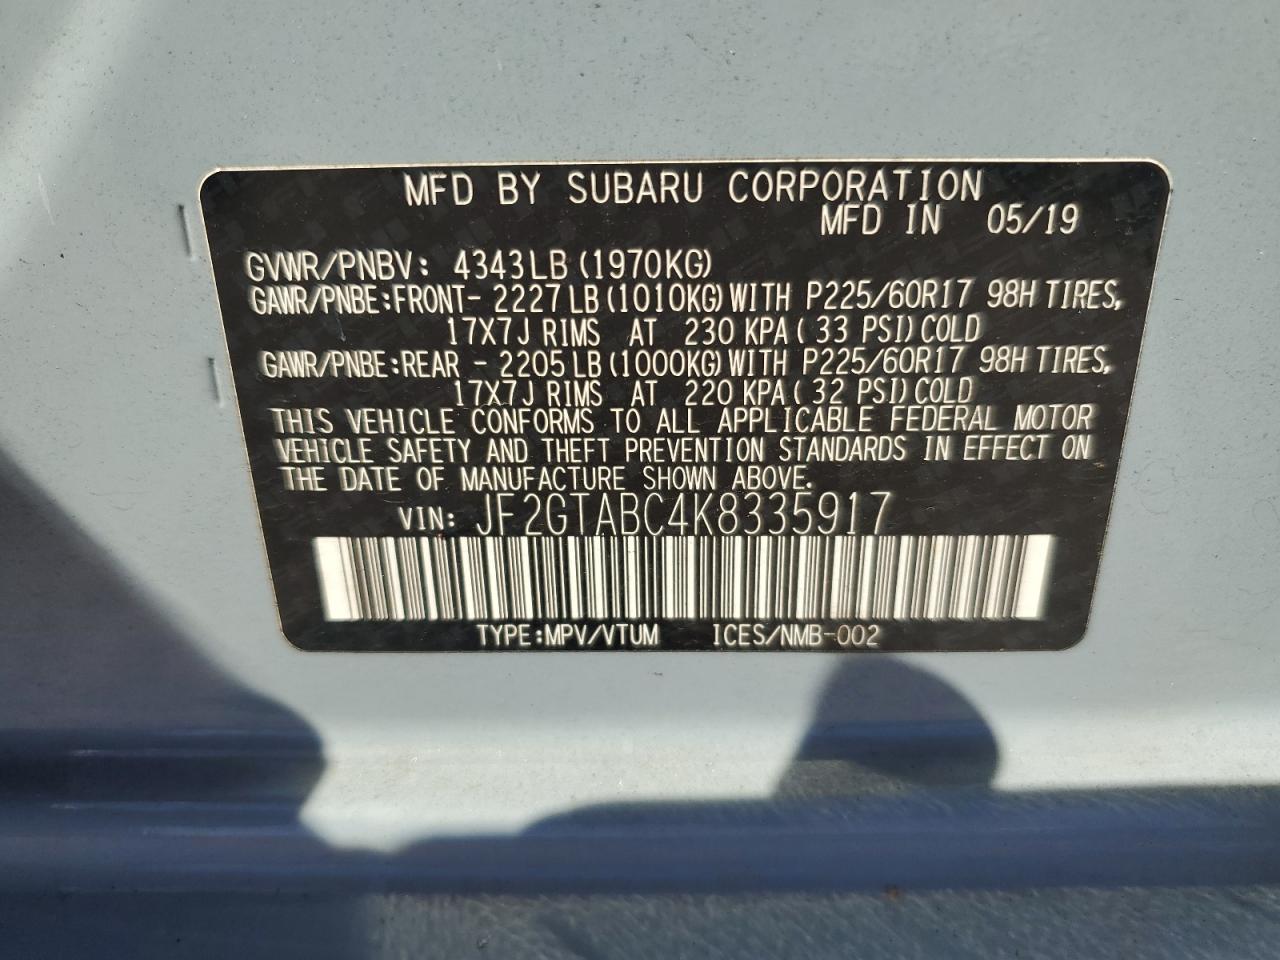 MFD BY SUBARU CORPORATION
MFD IN 05/19
GVWR/PNBV: 4343LB (1970KG)
GAWR/PNBE:FRONT- 2227 LB (1010KG) WITH P225/60R17 98H TIRES,
17X7J RIMS AT 230 KPA( 33 PSI) COLD
GAWR/PNBE:REAR - 2205 LB (1000KG) WITH P225/60R17 98H TIRES,
17X7J RIMS AT 220 KPA( 32 PSI) COLD
THIS VEHICLE CONFORMS TO ALL APPLICABLE FEDERAL MOTOR
VEHICLE SAFETY AND THEFT PREVENTION STANDARDS IN EFFECT ON
THE DATE OF MANUFACTURE SHOWN ABOVE.
VIN: JF2GTABC4K8335917
TYPE:MPV/VTUM ICES/NMB-002